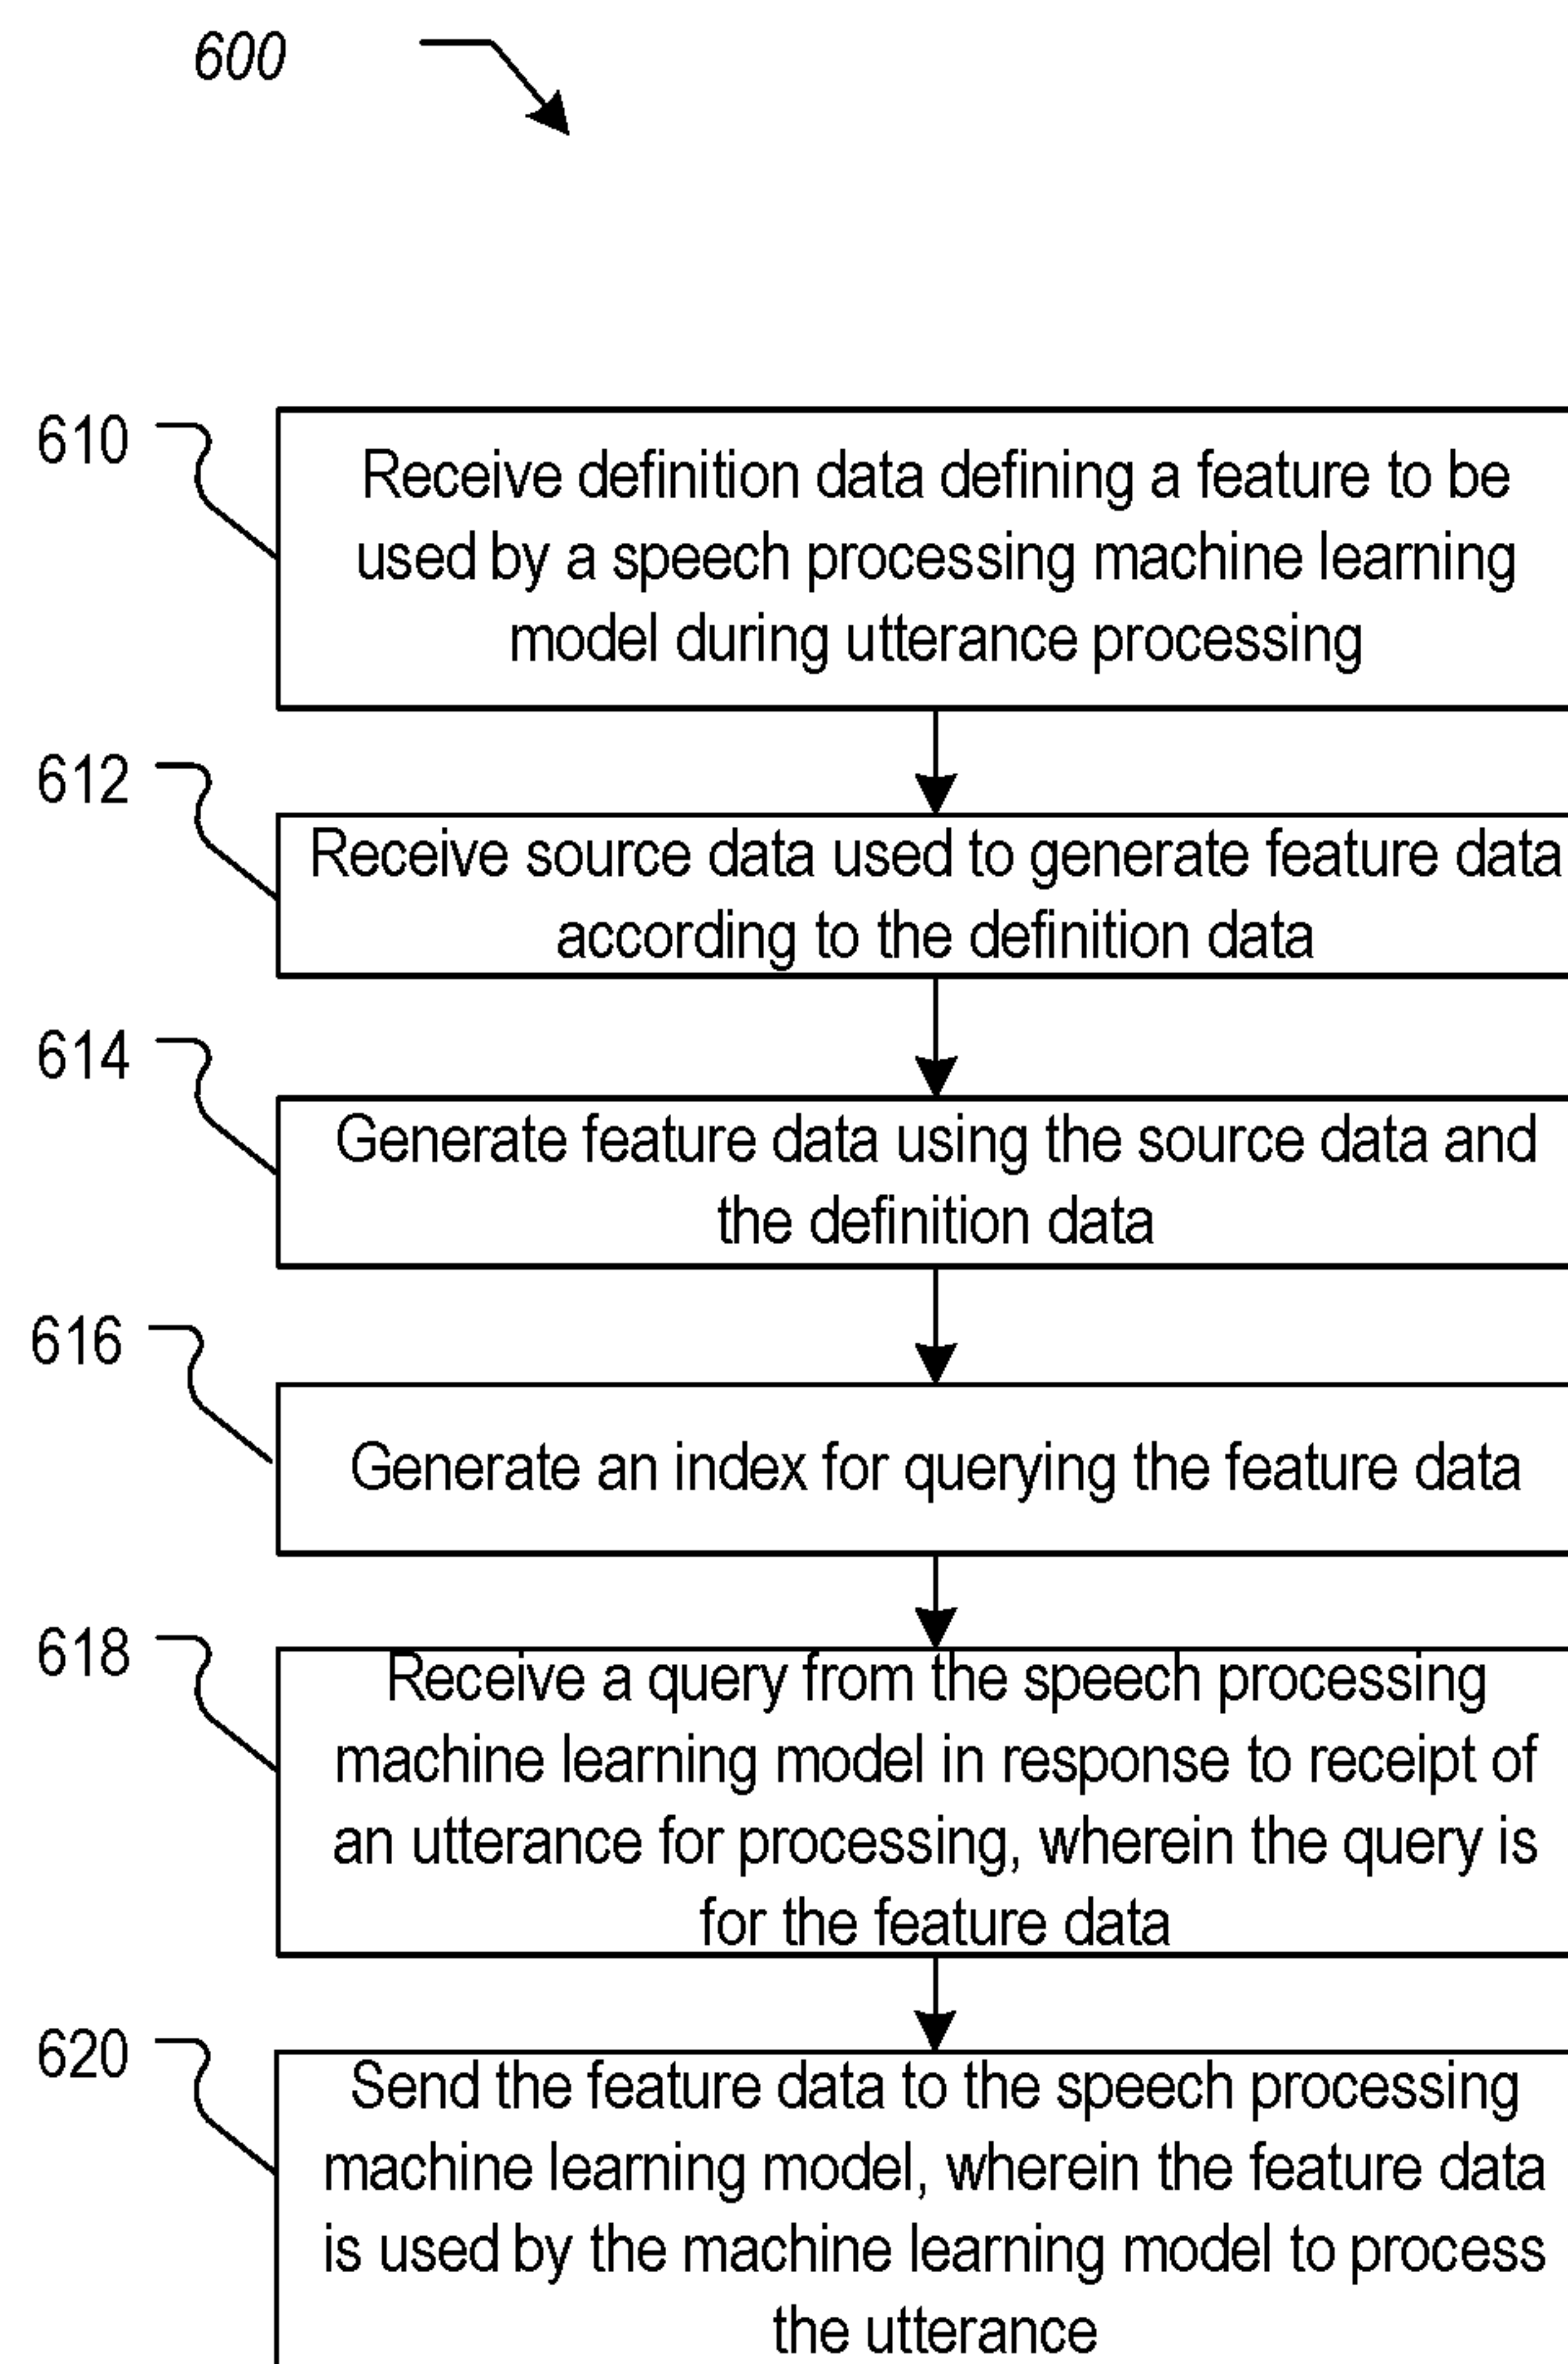 600
610
Receive definition data defining a feature to be
used by a speech processing machine learning
model during utterance processing
612
Receive source data used to generate feature data
according to the definition data
614
Generate feature data using the source data and
the definition data
616
Generate an index for querying the feature data
618
Receive a query from the speech processing
machine learning model in response to receipt of
an utterance for processing, wherein the query is
for the feature data
620
Send the feature data to the speech processing
machine learning model, wherein the feature data
is used by the machine learning model to process
the utterance